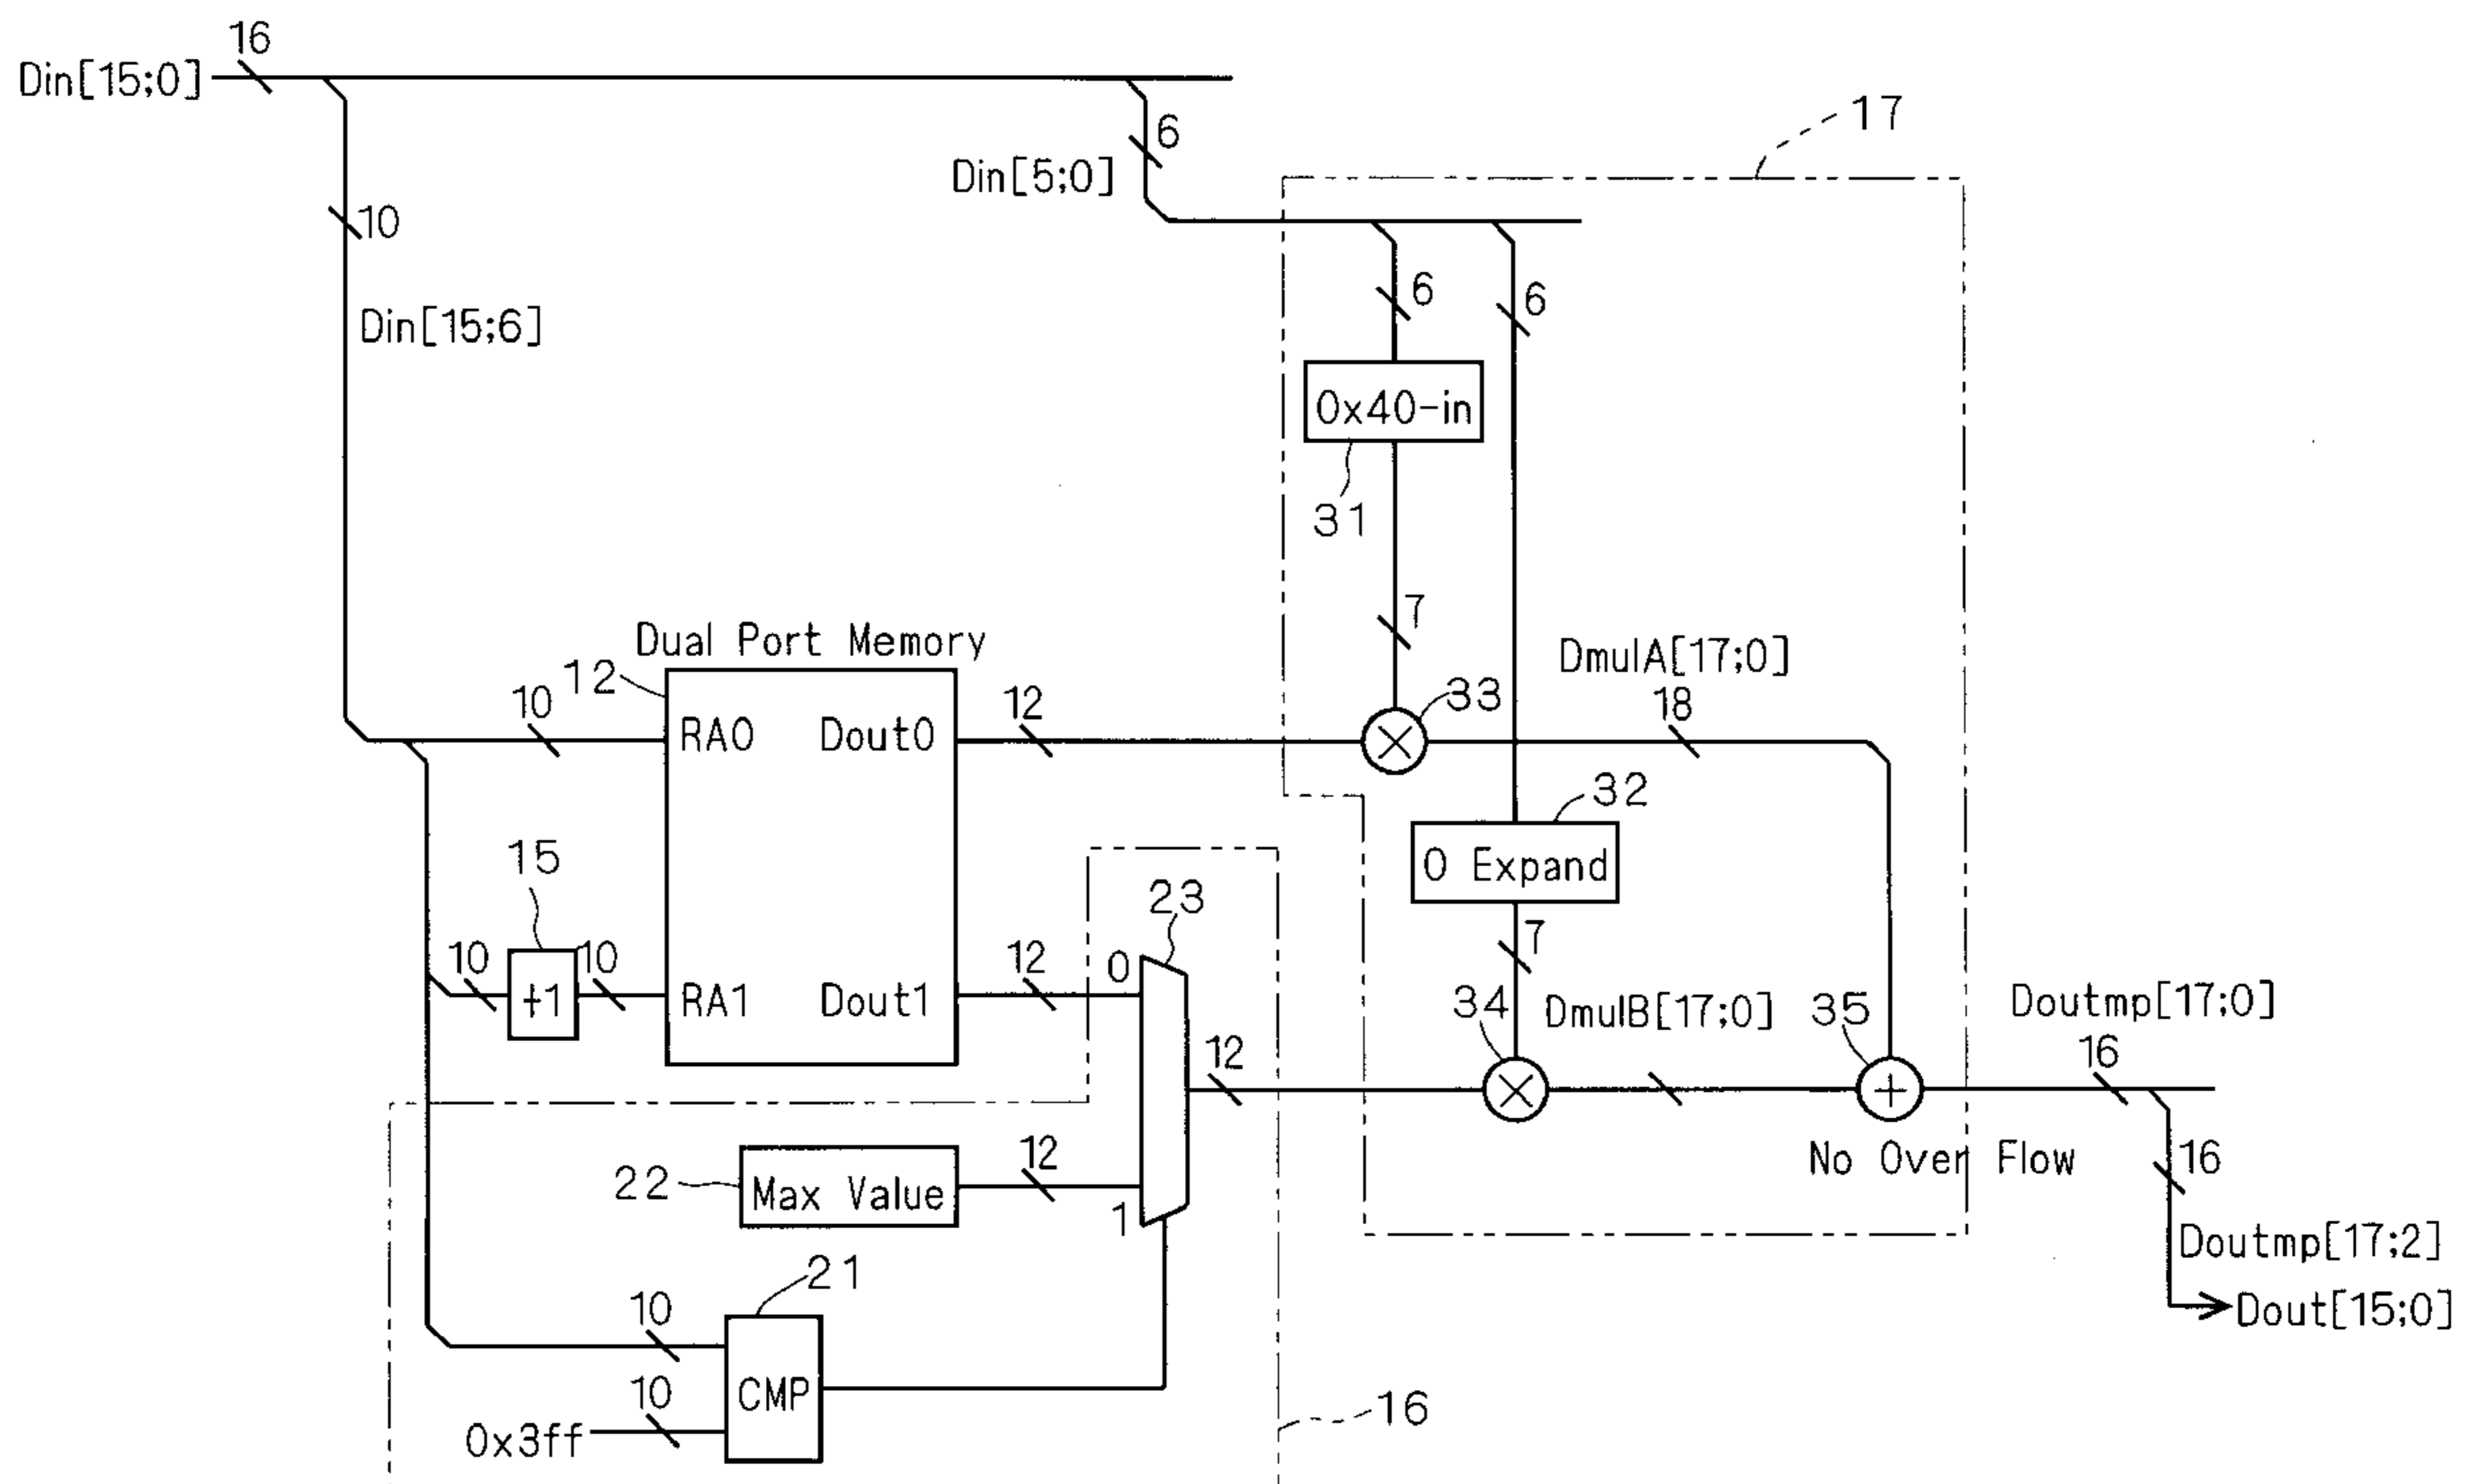 16
Din[15;0]
17
6
Din[5;0]
10
6
6
Din[15;6]
0x40-in
31
7
Dual Port Memory
DmulA[17;0]
12
10
12
33
18
RA0
Dout0
32
15
0 Expand
23
7
10
10
12
0
+1
RA1
Dout1
34
DmulB[17;0]
35
Doutmp[17;0]
12
16
12
No Over Flow
16
22
Max Value
1
Doutmp[17;2]
21
10
Dout[15;0]
10
CMP
16
0x3ff